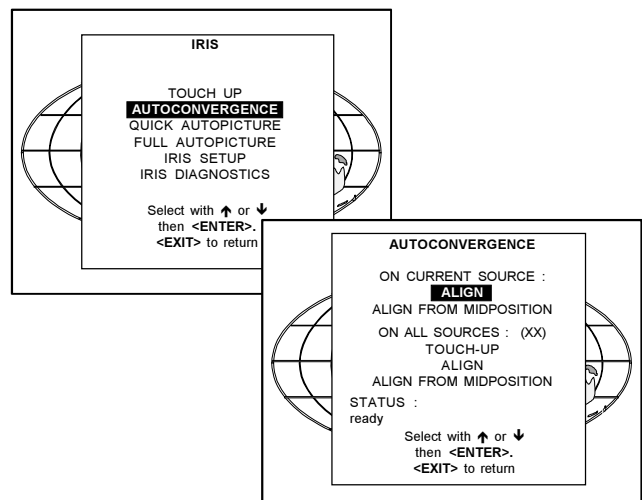 IRIS
TOUCH UP
AUTOCONVERGENCE
QUICK AUTOPICTURE
FULL AUTOPICTURE
IRIS SETUP
IRIS DIAGNOSTICS
Select with ↑ or ↓
then <ENTER>.
<EXIT> to return
AUTOCONVERGENCE
ON CURRENT SOURCE :
ALIGN
ALIGN FROM MIDPOSITION
ON ALL SOURCES : (XX)
TOUCH-UP
ALIGN
ALIGN FROM MIDPOSITION
STATUS :
ready
Select with ↑ or ↓
then <ENTER>.
<EXIT> to return